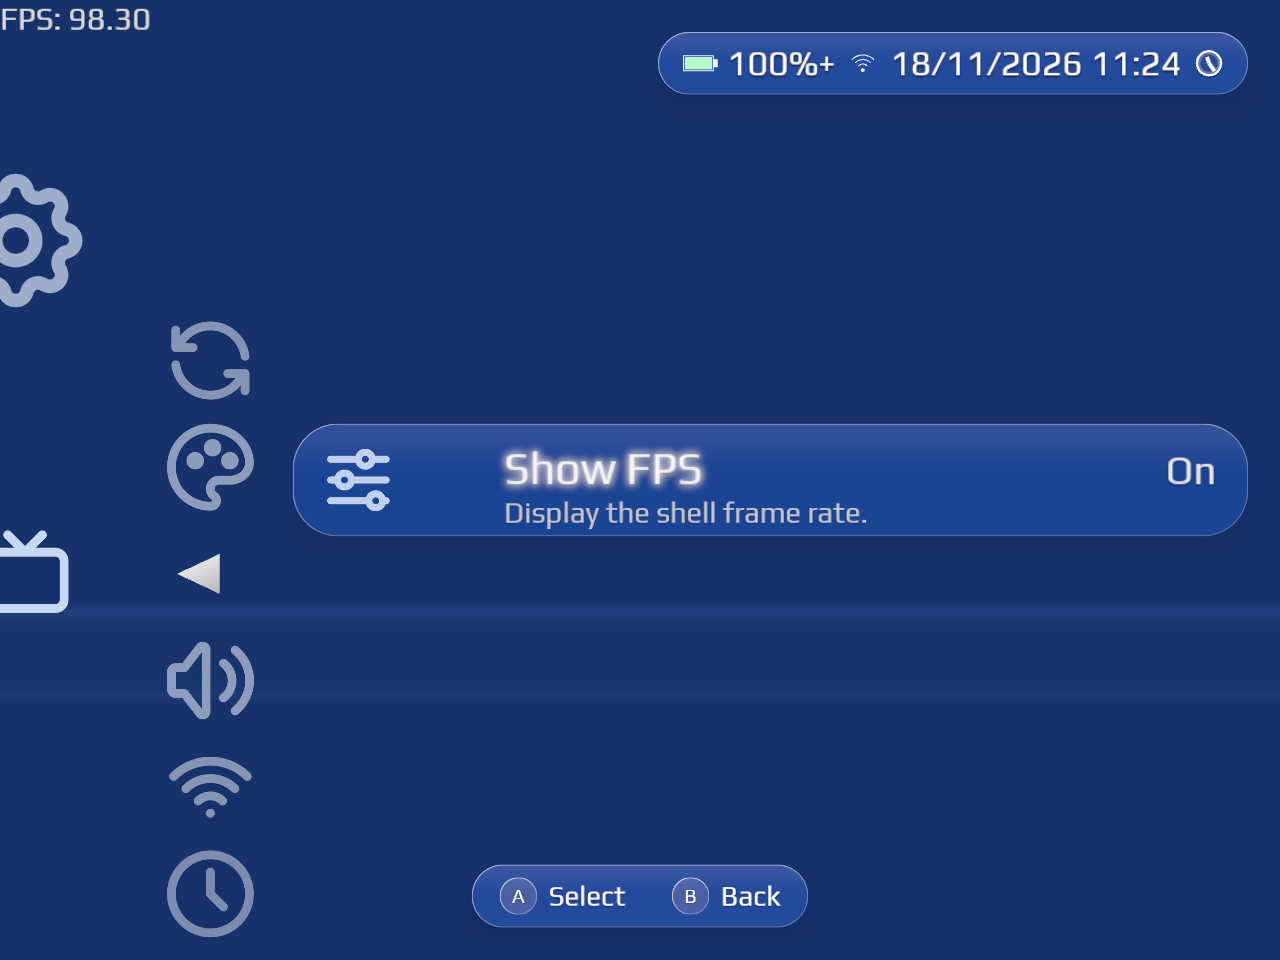 FPS: 98.30
100%+ 18/11/2026 11:24
Show FPS
On
Display the shell frame rate.
A Select B Back